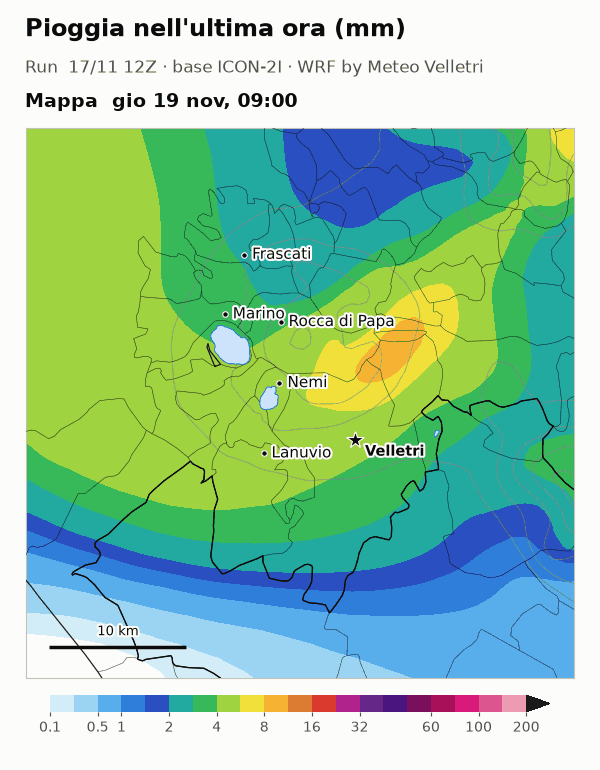 Pioggia nell'ultima ora (mm)
Run  17/11 12Z · base ICON-2I · WRF by Meteo Velletri
Mappa  gio 19 nov, 09:00
Frascati
Marino
Rocca di Papa
Nemi
Velletri
Lanuvio
10 km
0.1 0.5 1 2 4 8 16 32 60 100 200